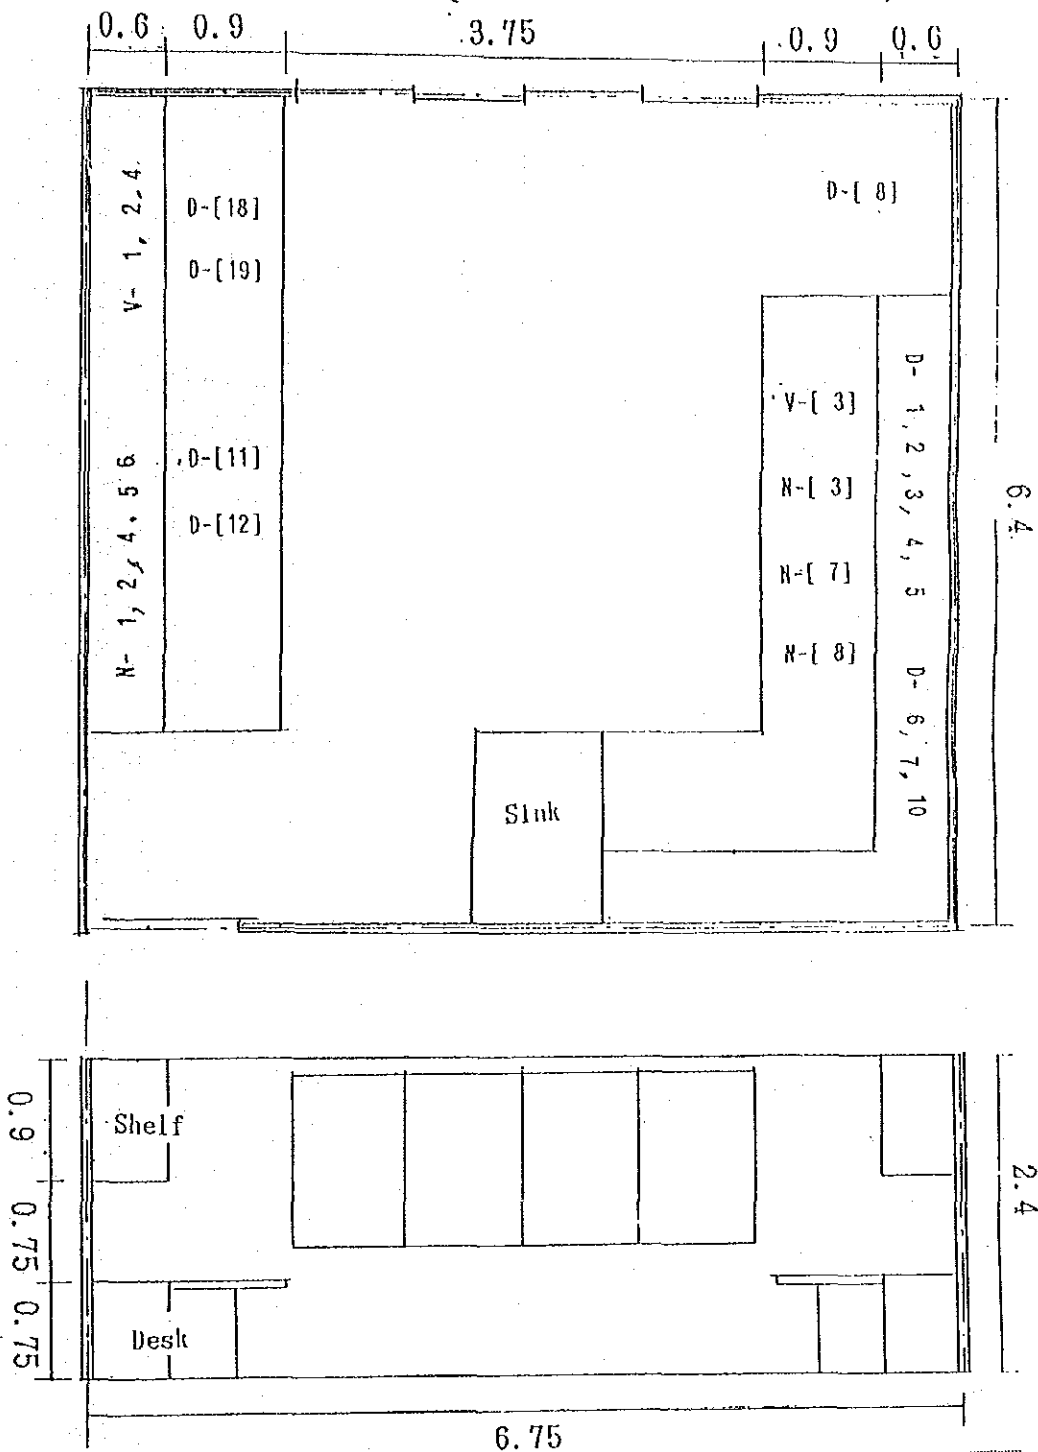 0.6 0.9 3.75 0.9 0.6
V- 1, 2, 4
N- 1, 2, 4. 5 6
D-[18]
D-[19]
D-[11]
D-[12]
D-[ 8]
V-[ 3]
N-[ 3]
N-[ 7]
N-[ 8]
D- 1, 2, 3, 4, 5 D- 6, 7, 10
6.4
Sink
Shelf
Desk
0.9 0.75 0.75
2.4
6.75